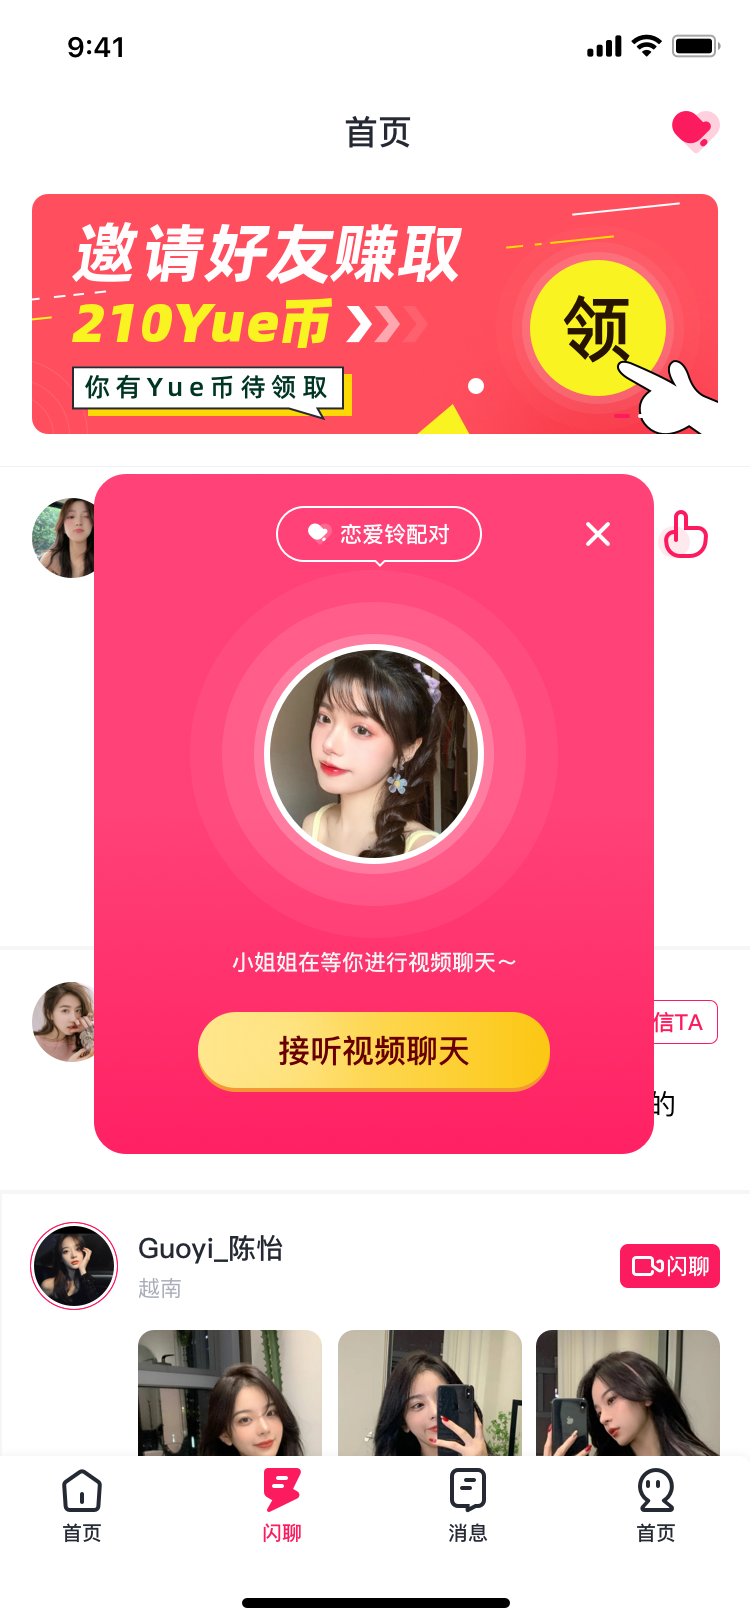 9:41
首页
邀请好友赚取
210Yue币
你有Yue币待领取
领
恋爱铃配对
小姐姐在等你进行视频聊天～
接听视频聊天
信TA
的
Guoyi_陈怡
越南
闪聊
首页
闪聊
消息
首页